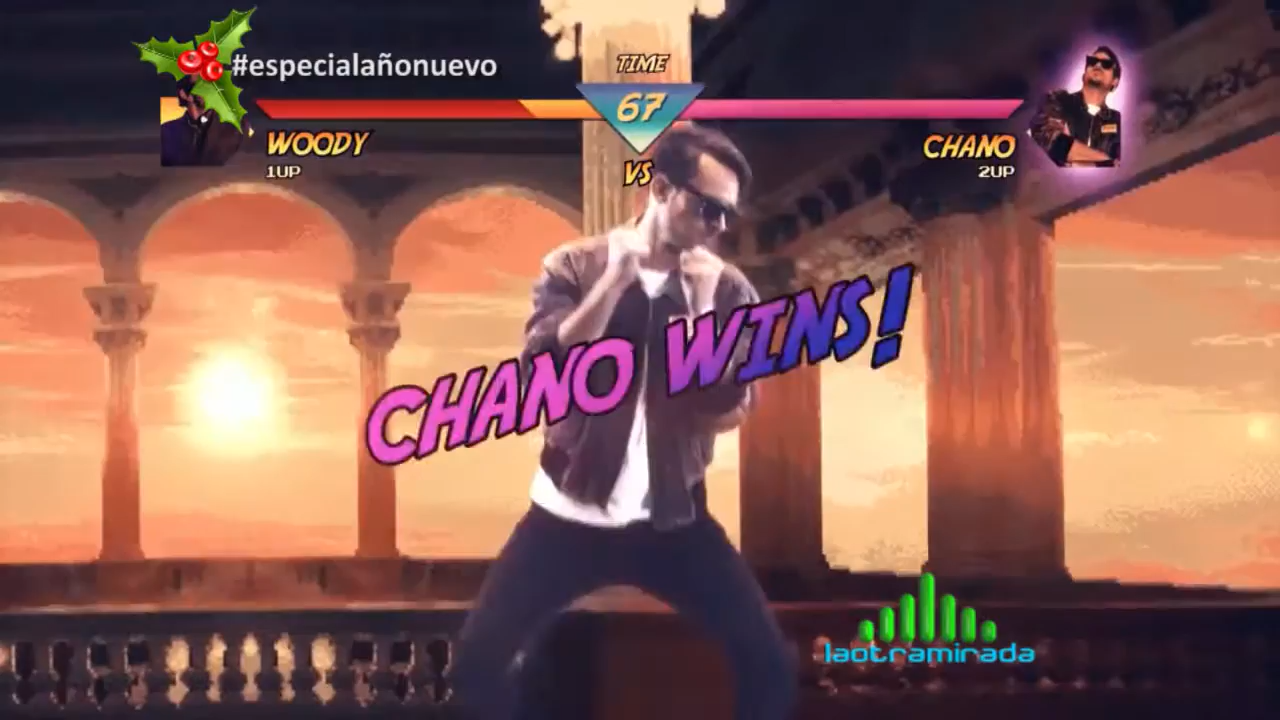 #especialañonuevo
TIME
67
WOODY
1UP
VS
CHANO
2UP
CHANO WINS!
laotramirada